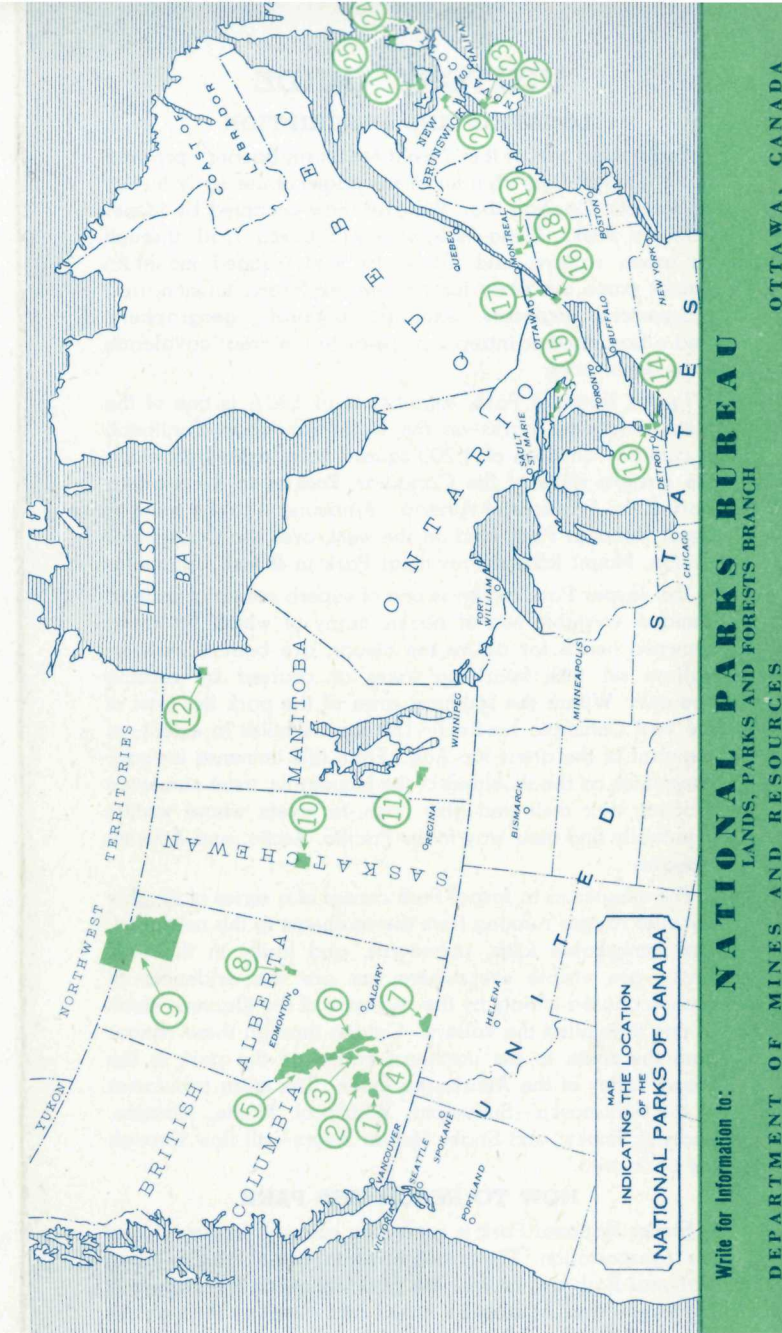 YUKON
NORTHWEST TERRITORIES
HUDSON
BAY
COAST OF
LABRADOR
BRITISH
COLUMBIA
ALBERTA
SASKATCHEWAN
MANITOBA
ONTARIO
QUEBEC
NEW
BRUNSWICK
NOVA
SCOTIA
HALIFAX
EDMONTON
CALGARY
VANCOUVER
VICTORIA
SEATTLE
SPOKANE
PORTLAND
HELENA
REGINA
WINNIPEG
BISMARCK
MINNEAPOLIS
FORT
WILLIAM
SAULT
ST. MARIE
CHICAGO
DETROIT
TORONTO
BUFFALO
OTTAWA
MONTREAL
QUEBEC
BOSTON
NEW YORK
UNITED STATES
1
2
3
4
5
6
7
8
9
10
11
12
13
14
15
16
17
18
19
20
21
22
23
24
25
MAP
INDICATING THE LOCATION
OF THE
NATIONAL PARKS OF CANADA
Write for Information to:
NATIONAL PARKS BUREAU
LANDS, PARKS AND FORESTS BRANCH
DEPARTMENT OF MINES AND RESOURCES OTTAWA, CANADA